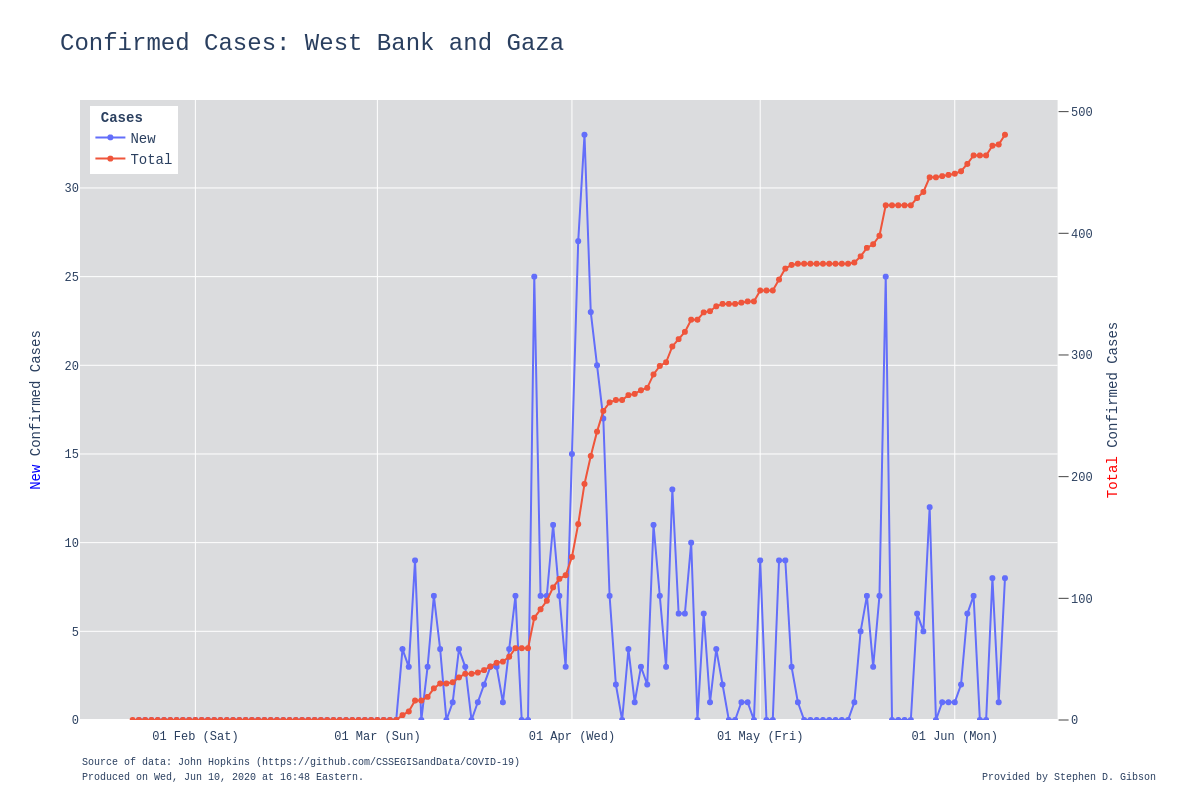 Confirmed Cases: West Bank and Gaza
Cases
New
Total
500
30
400
25
300
20
15
200
10
100
5
0
0
New Confirmed Cases
Total Confirmed Cases
01 Feb (Sat)
01 Mar (Sun)
01 Apr (Wed)
01 May (Fri)
01 Jun (Mon)
Source of data: John Hopkins (https://github.com/CSSEGISandData/COVID-19)
Produced on Wed, Jun 10, 2020 at 16:48 Eastern.
Provided by Stephen D. Gibson